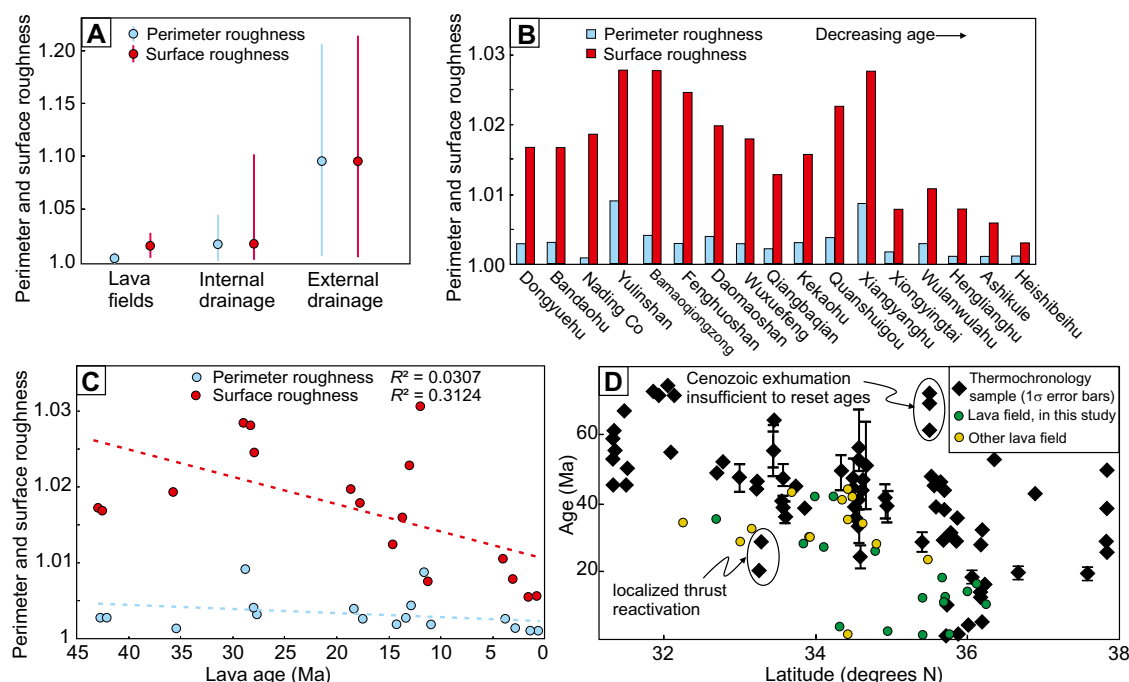 A
Perimeter roughness
Surface roughness
Perimeter and surface roughness
1.20
1.10
1.05
1.0
Lava fields
Internal drainage
External drainage
B
Perimeter roughness
Surface roughness
Decreasing age
Perimeter and surface roughness
1.03
1.02
1.01
1.00
Dongyuehu
Bandaohu
Nading Co
Yulinshan
Bamaoqiongzong
Fenghuoshan
Daomaoshan
Wuxuefeng
Qiangbaqian
Kekaohu
Quanshuigou
Xiangyanghu
Xiongyingtai
Wulanwulahu
Henglianghu
Ashikule
Heishibeihu
C
Perimeter roughness R² = 0.0307
Surface roughness R² = 0.3124
Perimeter and surface roughness
1.03
1.02
1.01
1
45 40 35 30 25 20 15 10 5 0
Lava age (Ma)
D
Cenozoic exhumation
insufficient to reset ages
Thermochronology
sample (1σ error bars)
Lava field, in this study
Other lava field
localized thrust
reactivation
Age (Ma)
60
40
20
32 34 36 38
Latitude (degrees N)